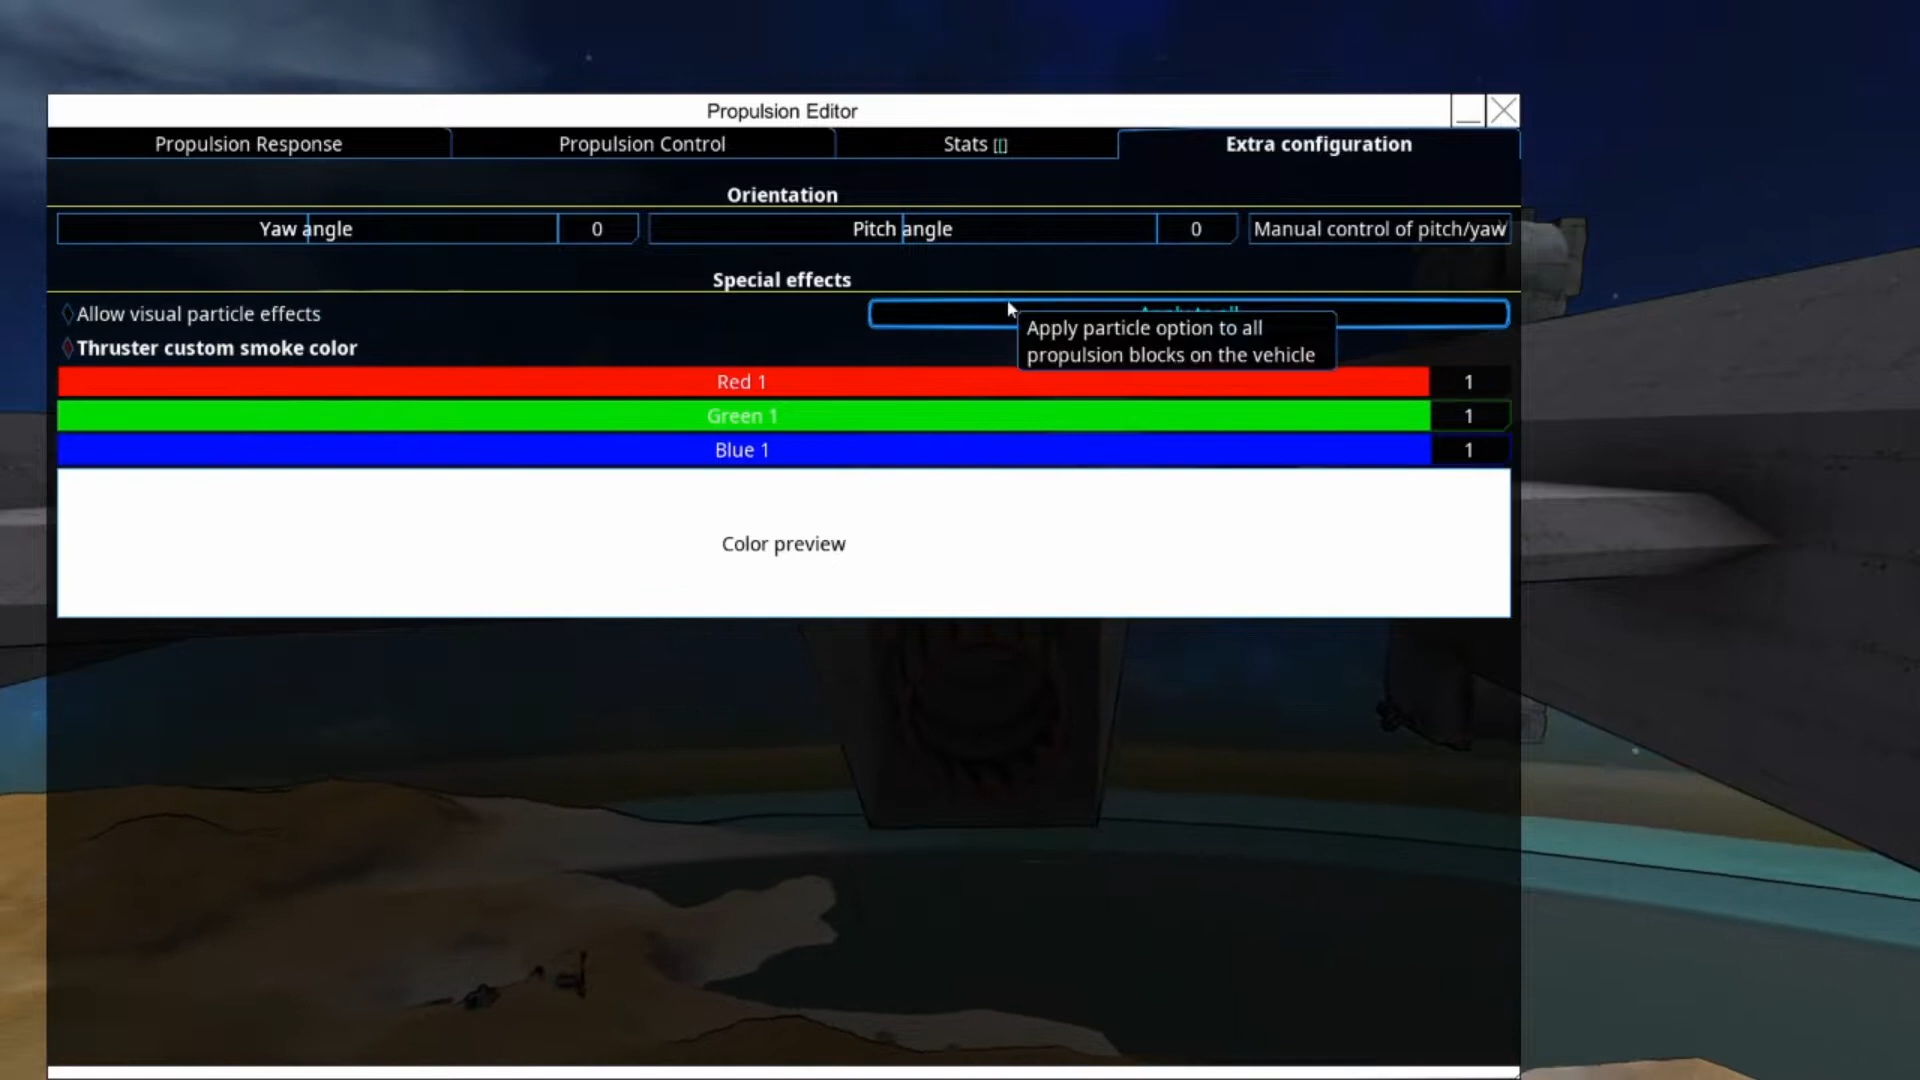 Propulsion Editor
Propulsion Response
Propulsion Control
Stats [[]
Extra configuration
Orientation
Yaw angle
0
Pitch angle
0
Manual control of pitch/yaw
Special effects
Allow visual particle effects
Apply particle option to all
propulsion blocks on the vehicle
Thruster custom smoke color
Red 1
1
Green 1
1
Blue 1
1
Color preview